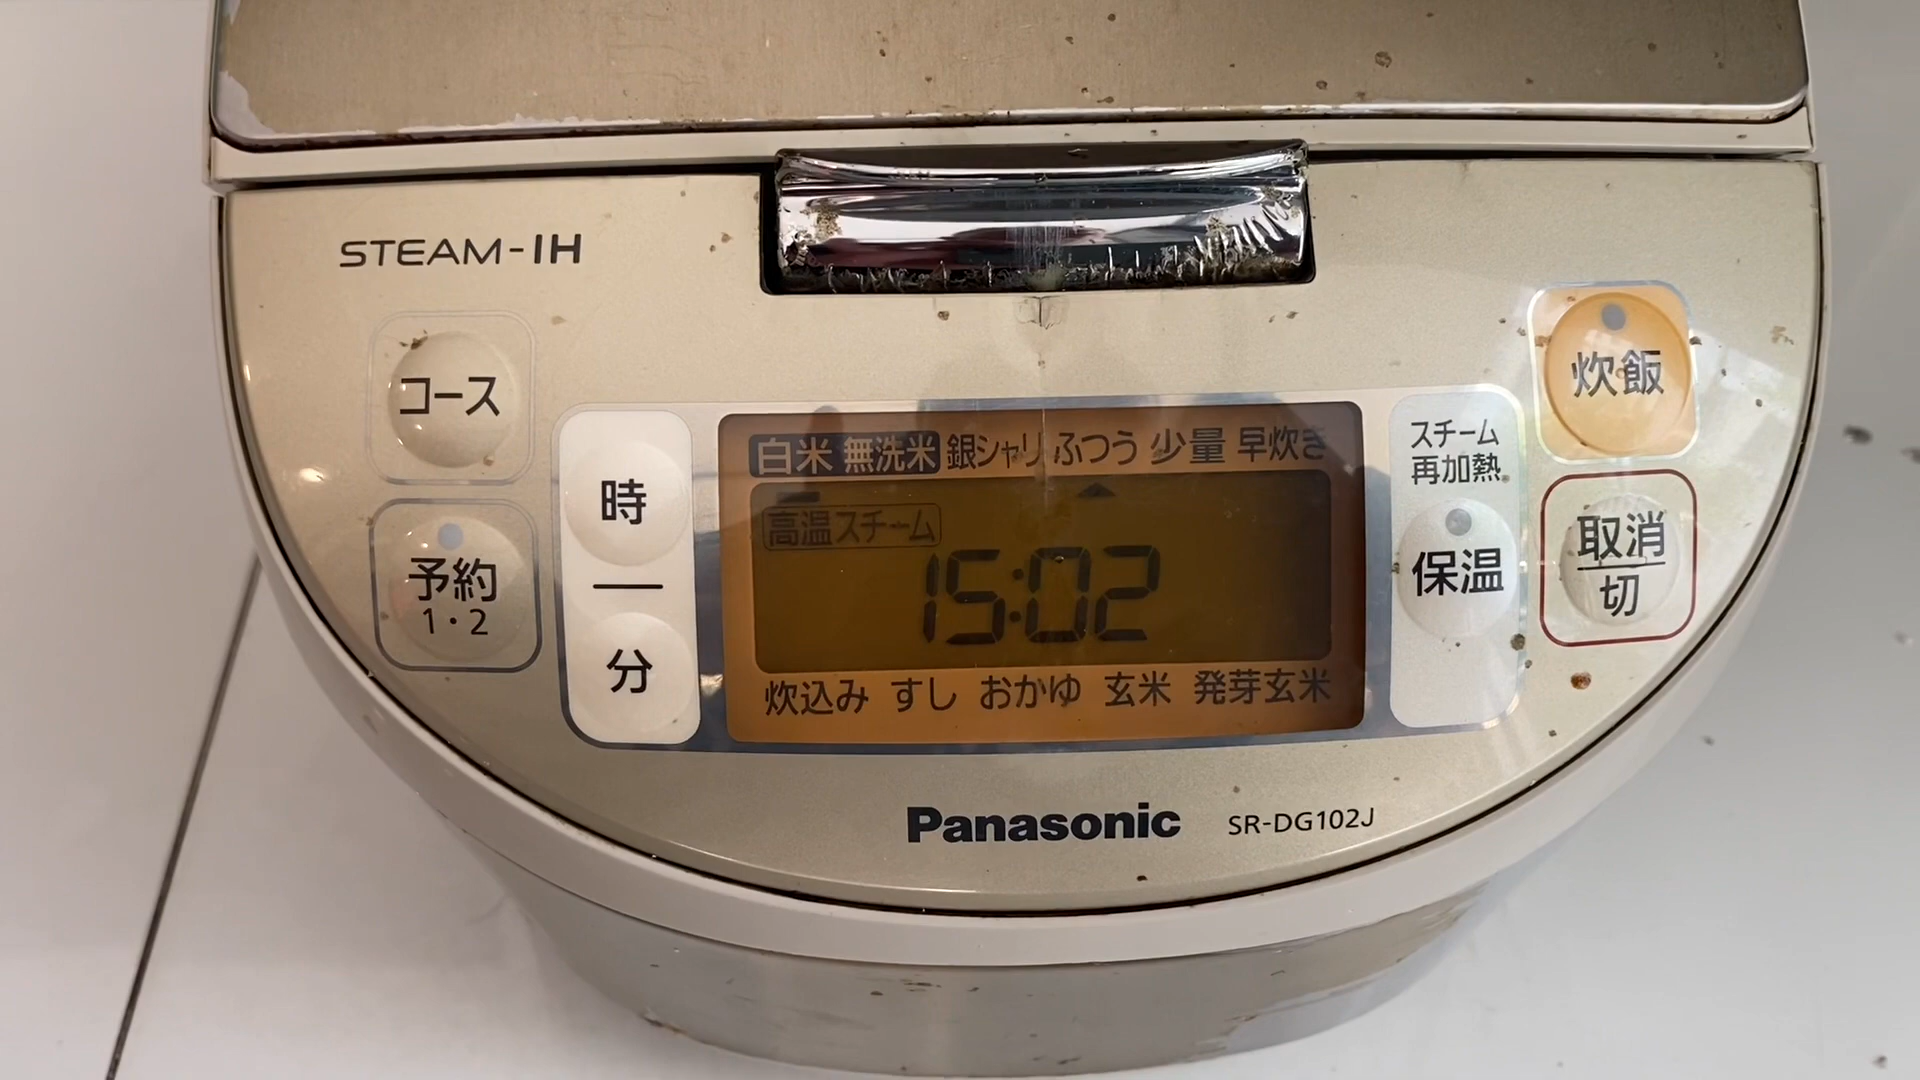 STEAM-IH
コース
予約
1・2
時
分
白米 無洗米 銀シャリ ふつう 少量 早炊き
高温スチーム
15:02
炊込み すし おかゆ 玄米 発芽玄米
スチーム
再加熱
保温
炊飯
取消
切
Panasonic SR-DG102J